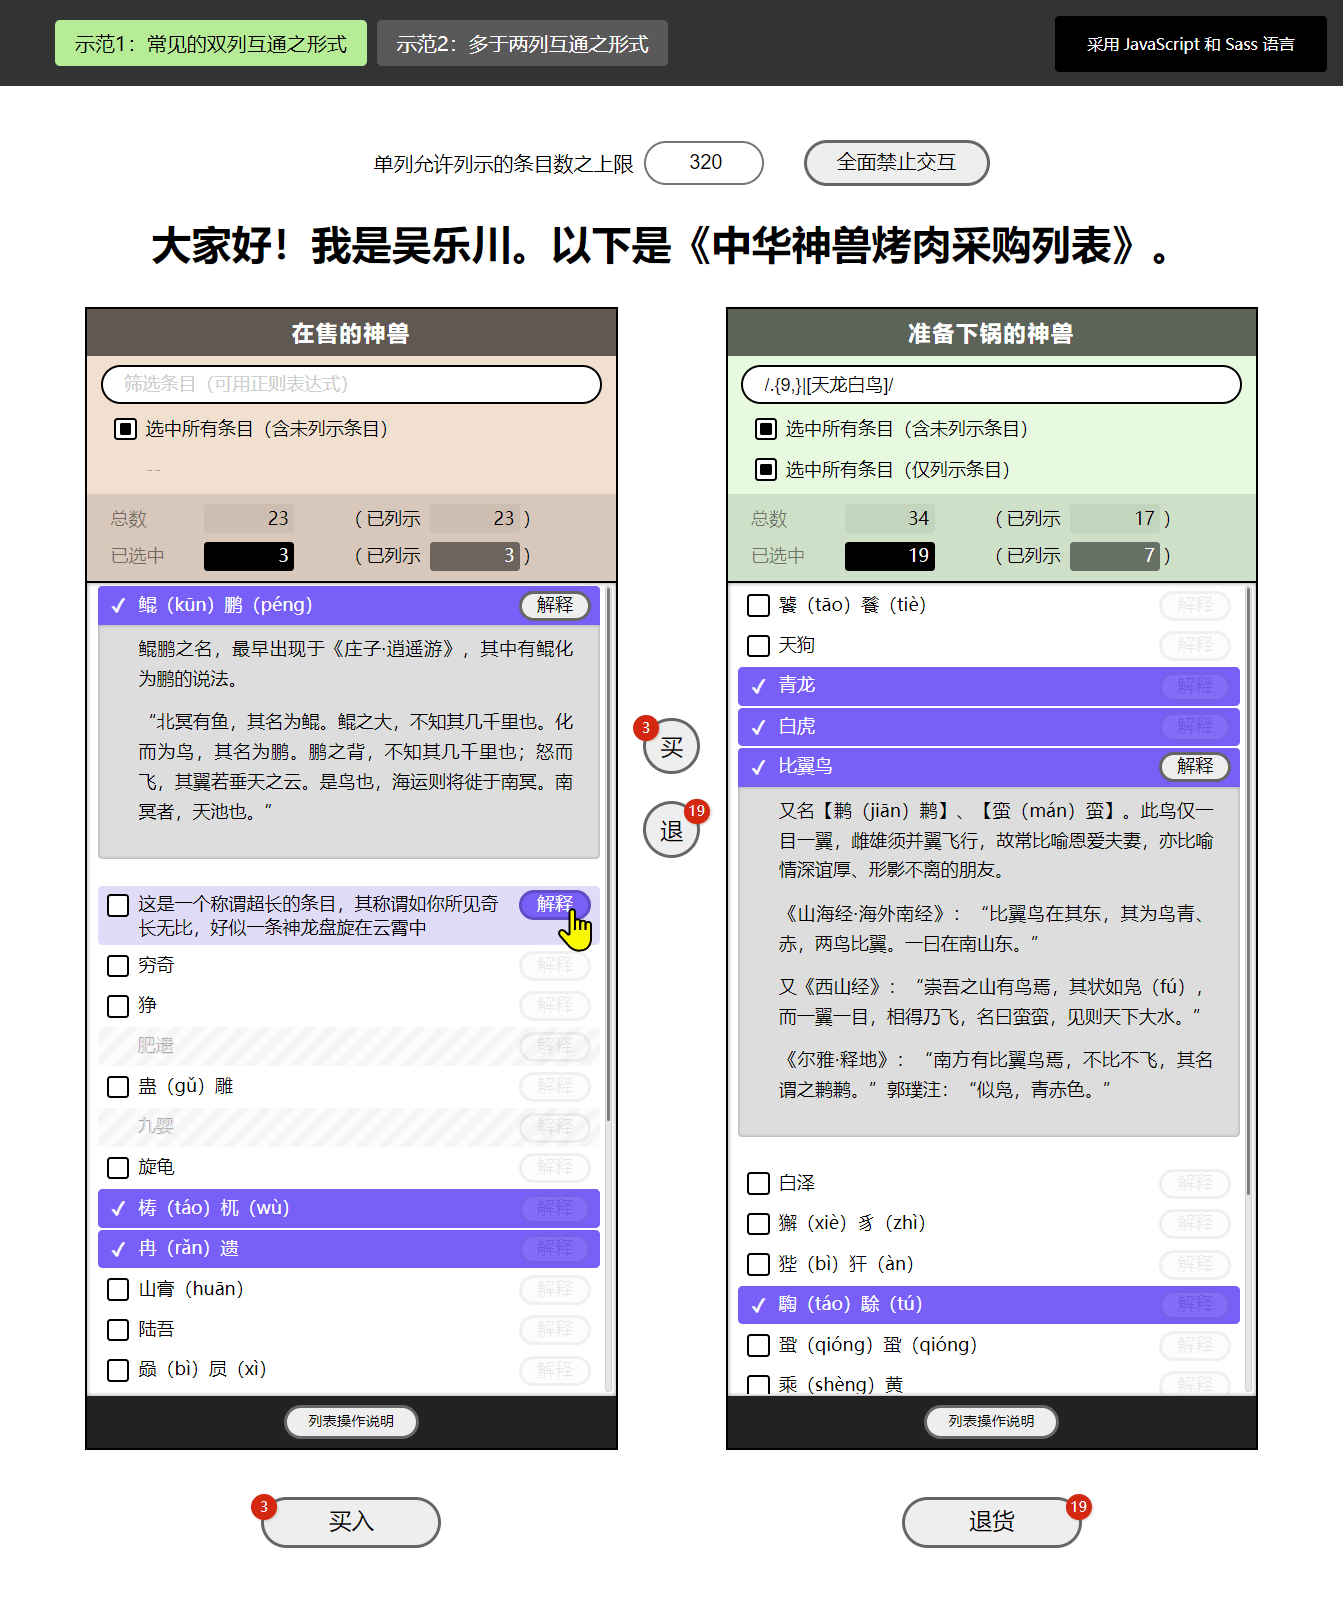 示范1：常见的双列互通之形式
示范2：多于两列互通之形式
采用 JavaScript 和 Sass 语言
单列允许列示的条目数之上限
320
全面禁止交互
大家好！我是吴乐川。以下是《中华神兽烤肉采购列表》。
在售的神兽
筛选条目（可用正则表达式）
选中所有条目（含未列示条目）
--
总数 23 （ 已列示 23 ）
已选中 3 （ 已列示 3 ）
鲲（kūn）鹏（péng） 解释
鲲鹏之名，最早出现于《庄子·逍遥游》，其中有鲲化
为鹏的说法。
“北冥有鱼，其名为鲲。鲲之大，不知其几千里也。化
而为鸟，其名为鹏。鹏之背，不知其几千里也；怒而
飞，其翼若垂天之云。是鸟也，海运则将徙于南冥。南
冥者，天池也。”
这是一个称谓超长的条目，其称谓如你所见奇
长无比，好似一条神龙盘旋在云霄中
解释
穷奇 解释
狰 解释
肥遗 解释
蛊（gǔ）雕 解释
九婴 解释
旋龟 解释
梼（táo）杌（wù） 解释
冉（rǎn）遗 解释
山膏（huān） 解释
陆吾 解释
赑（bì）屃（xì） 解释
列表操作说明
3
买
19
退
准备下锅的神兽
/.{9,}|[天龙白鸟]/
选中所有条目（含未列示条目）
选中所有条目（仅列示条目）
总数 34 （ 已列示 17 ）
已选中 19 （ 已列示 7 ）
饕（tāo）餮（tiè） 解释
天狗 解释
青龙 解释
白虎 解释
比翼鸟 解释
又名【鹣（jiān）鹣】、【蛮（mán）蛮】。此鸟仅一
目一翼，雌雄须并翼飞行，故常比喻恩爱夫妻，亦比喻
情深谊厚、形影不离的朋友。
《山海经·海外南经》：“比翼鸟在其东，其为鸟青、
赤，两鸟比翼。一曰在南山东。”
又《西山经》：“崇吾之山有鸟焉，其状如凫（fú），
而一翼一目，相得乃飞，名曰蛮蛮，见则天下大水。”
《尔雅·释地》：“南方有比翼鸟焉，不比不飞，其名
谓之鹣鹣。”郭璞注：“似凫，青赤色。”
白泽 解释
獬（xiè）豸（zhì） 解释
狴（bì）犴（àn） 解释
騊（táo）駼（tú） 解释
蛩（qióng）蛩（qióng） 解释
乘（shèng）黄 解释
列表操作说明
3
买入
19
退货